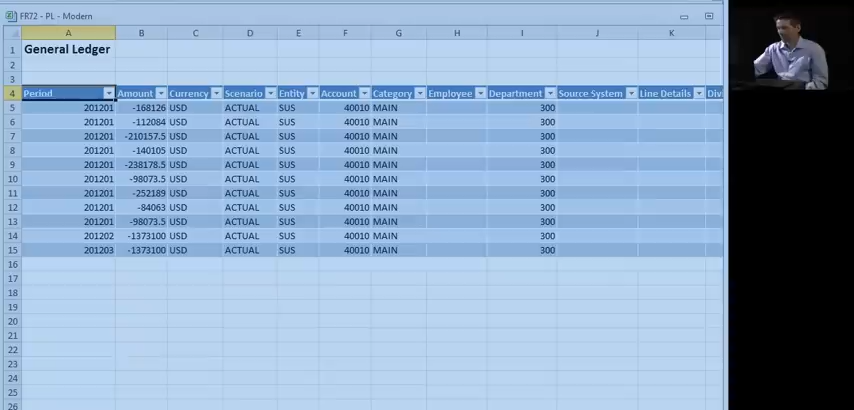 FR72 - PL - Modern
A B C D E F G H I J K
1 General Ledger
2
3
4 Period Amount Currency Scenario Entity Account Category Employee Department Source System Line Details Divi
5 201201 -168126 USD ACTUAL SUS 40010 MAIN 300
6 201201 -112084 USD ACTUAL SUS 40010 MAIN 300
7 201201 -210157.5 USD ACTUAL SUS 40010 MAIN 300
8 201201 -140105 USD ACTUAL SUS 40010 MAIN 300
9 201201 -238178.5 USD ACTUAL SUS 40010 MAIN 300
10 201201 -98073.5 USD ACTUAL SUS 40010 MAIN 300
11 201201 -252189 USD ACTUAL SUS 40010 MAIN 300
12 201201 -84063 USD ACTUAL SUS 40010 MAIN 300
13 201201 -98073.5 USD ACTUAL SUS 40010 MAIN 300
14 201202 -1373100 USD ACTUAL SUS 40010 MAIN 300
15 201203 -1373100 USD ACTUAL SUS 40010 MAIN 300
16
17
18
19
20
21
22
23
24
25
26